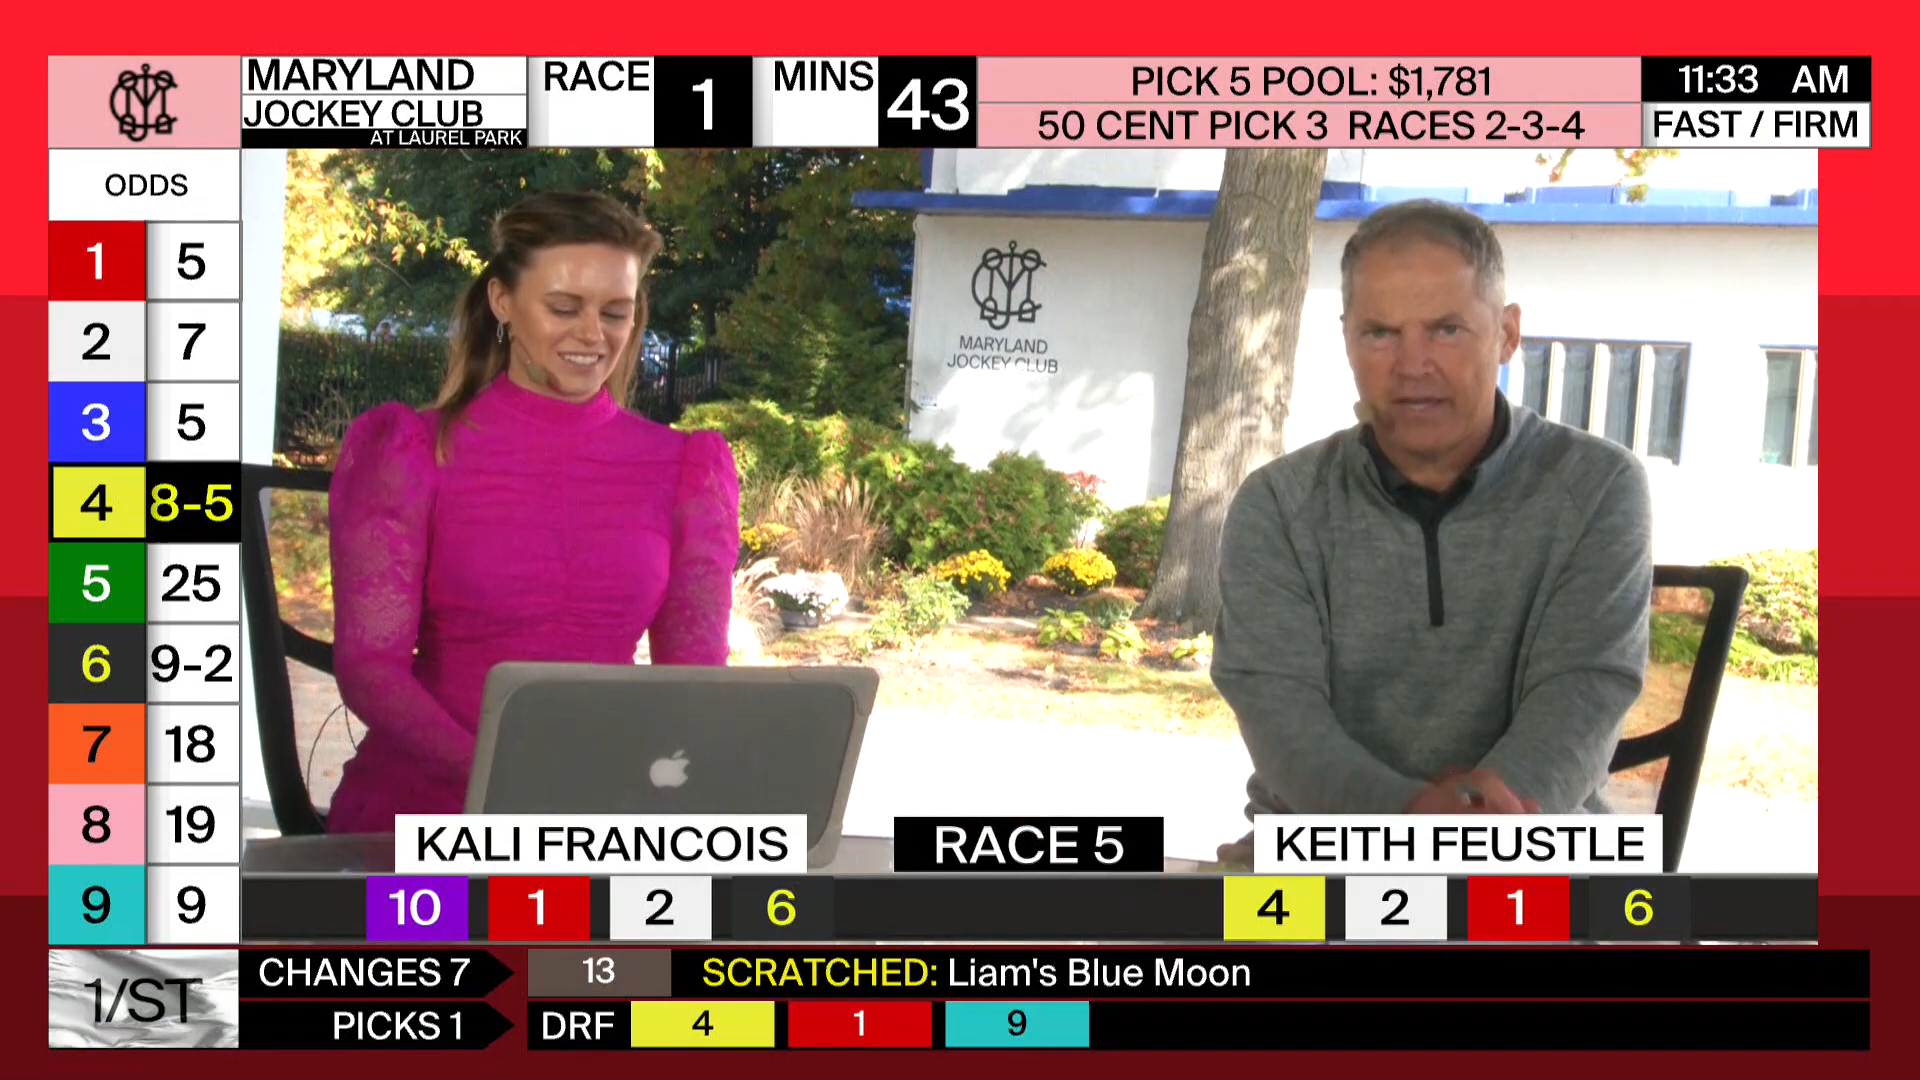 MARYLAND
JOCKEY CLUB
AT LAUREL PARK
RACE 1
MINS 43
PICK 5 POOL: $1,781
50 CENT PICK 3 RACES 2-3-4
11:33 AM
FAST / FIRM
ODDS
1 5
2 7
3 5
4 8-5
5 25
6 9-2
7 18
8 19
9 9
MARYLAND
JOCKEY CLUB
KALI FRANCOIS
RACE 5
KEITH FEUSTLE
10 1 2 6
4 2 1 6
1/ST
CHANGES 7 13 SCRATCHED: Liam's Blue Moon
PICKS 1 DRF 4 1 9